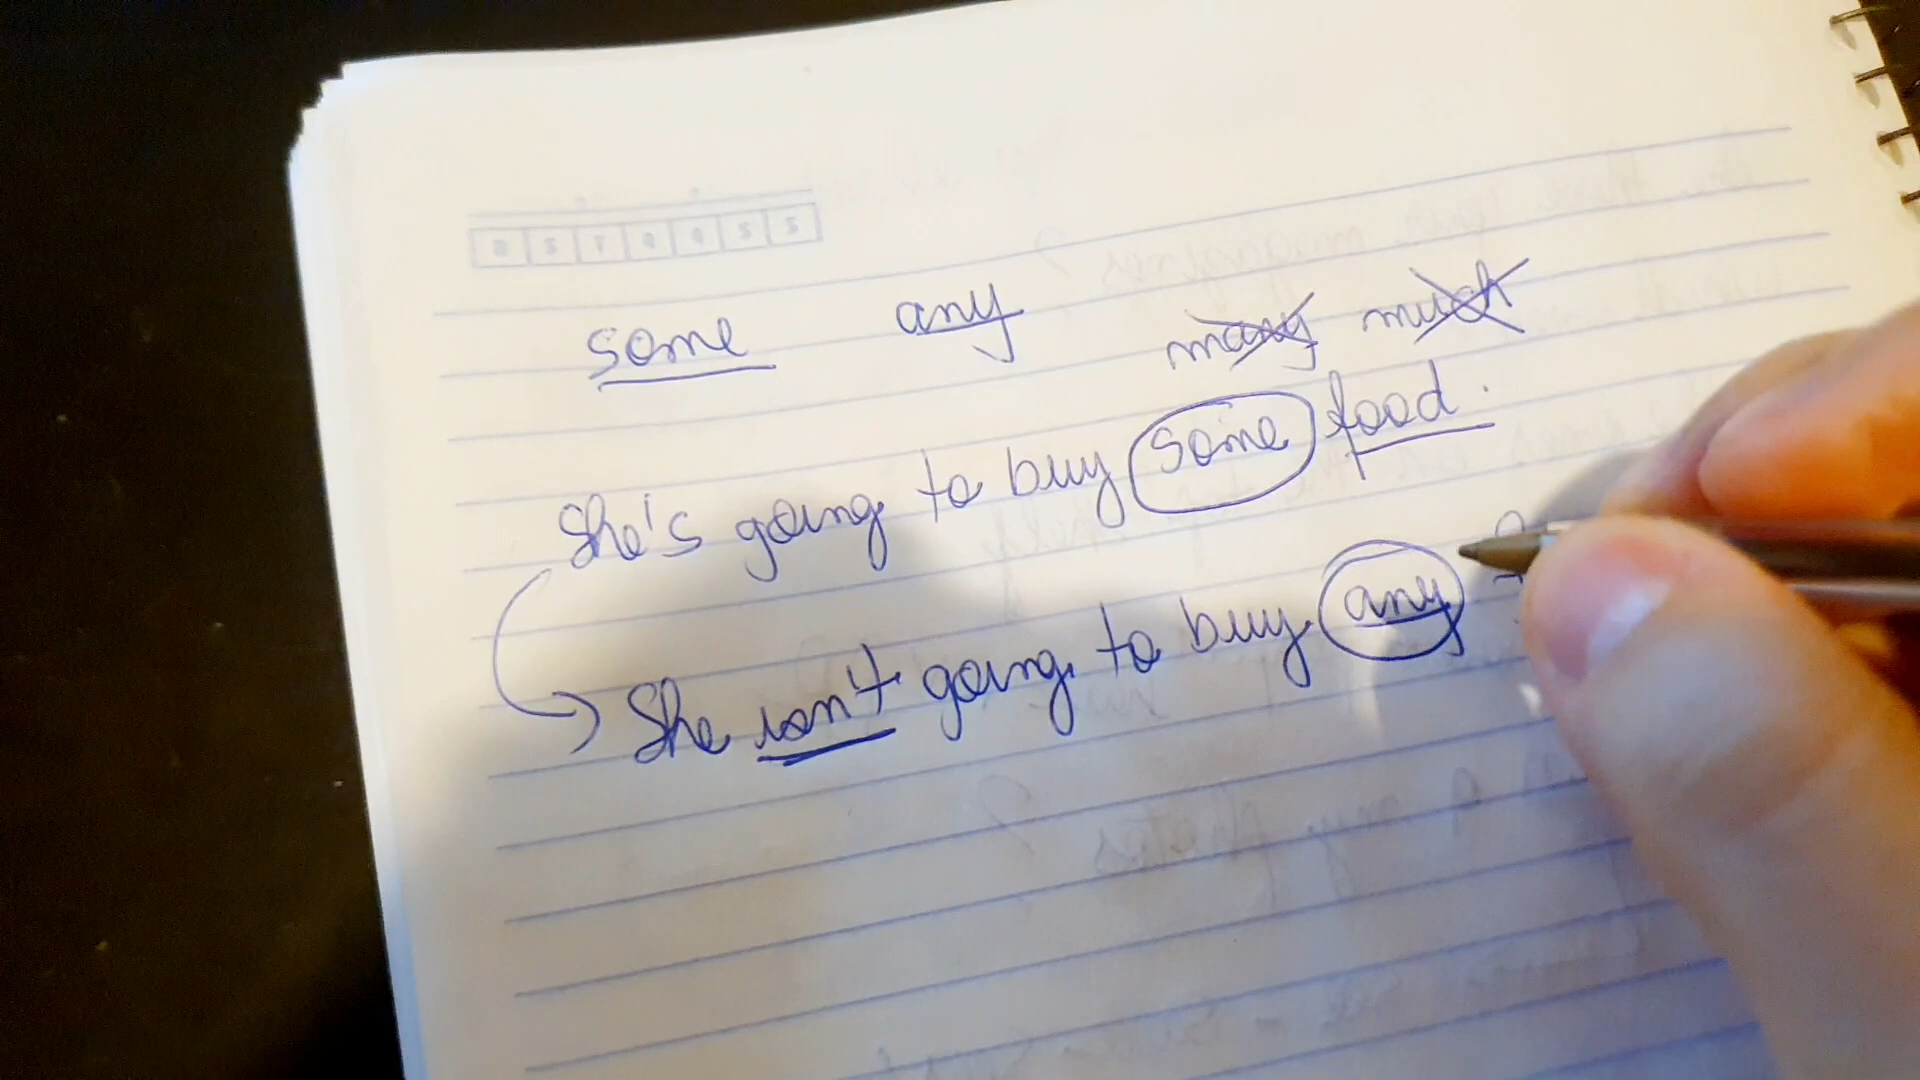 some any many much
She's going to buy some food.
She isn't going to buy any